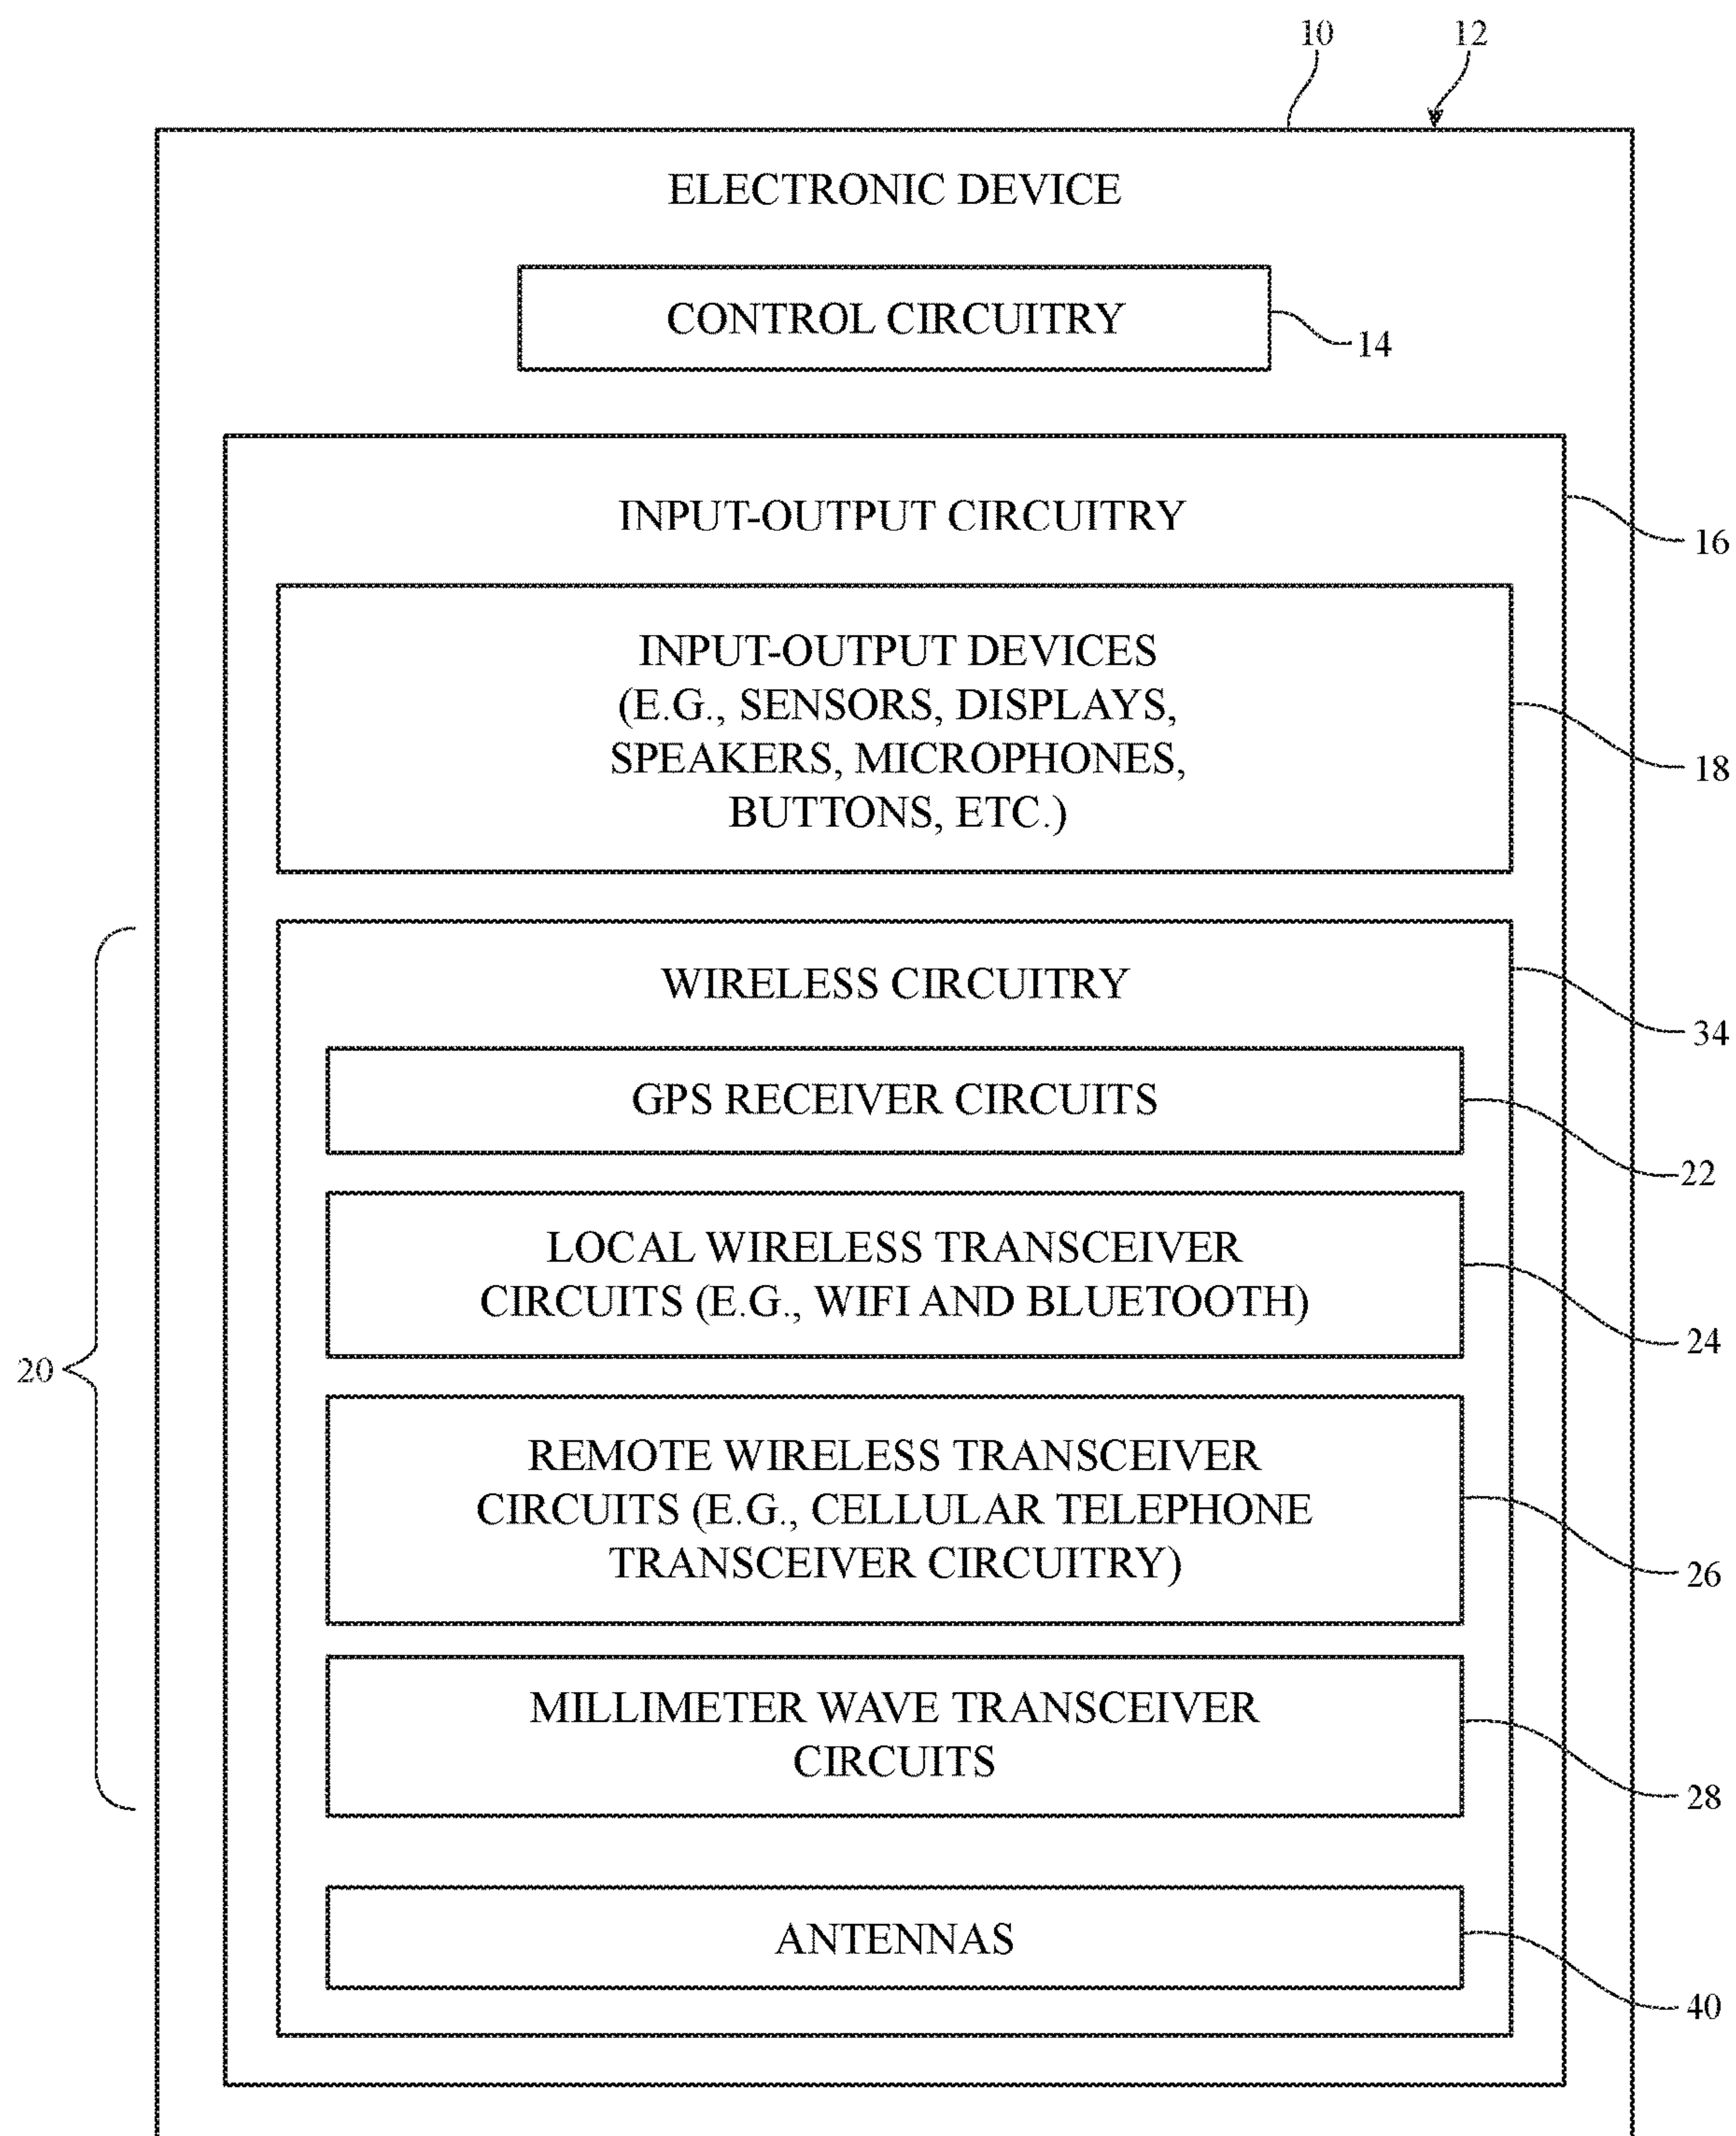 10
12
ELECTRONIC DEVICE
CONTROL CIRCUITRY
14
INPUT-OUTPUT CIRCUITRY
16
INPUT-OUTPUT DEVICES
(E.G., SENSORS, DISPLAYS,
SPEAKERS, MICROPHONES,
BUTTONS, ETC.)
18
WIRELESS CIRCUITRY
34
GPS RECEIVER CIRCUITS
22
LOCAL WIRELESS TRANSCEIVER
CIRCUITS (E.G., WIFI AND BLUETOOTH)
24
20
REMOTE WIRELESS TRANSCEIVER
CIRCUITS (E.G., CELLULAR TELEPHONE
TRANSCEIVER CIRCUITRY)
26
MILLIMETER WAVE TRANSCEIVER
CIRCUITS
28
ANTENNAS
40